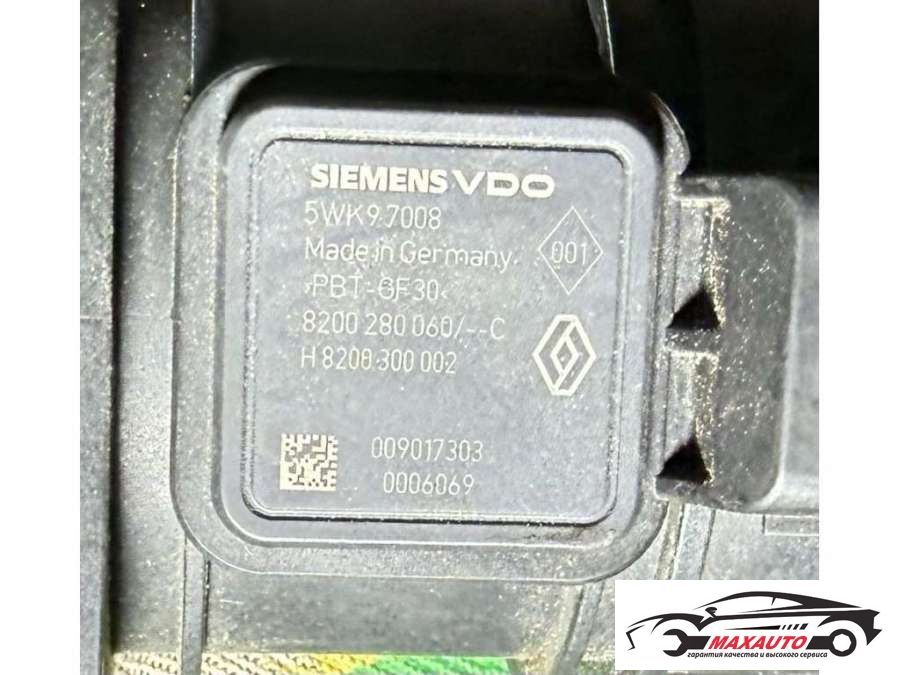 SIEMENS VDO
5WK9 7008
Made in Germany
001
>PBT-GF30<
8200 280 060/--C
H 8200 300 002
009017303
0006069
MAXAUTO
гарантия качества и высокого сервиса